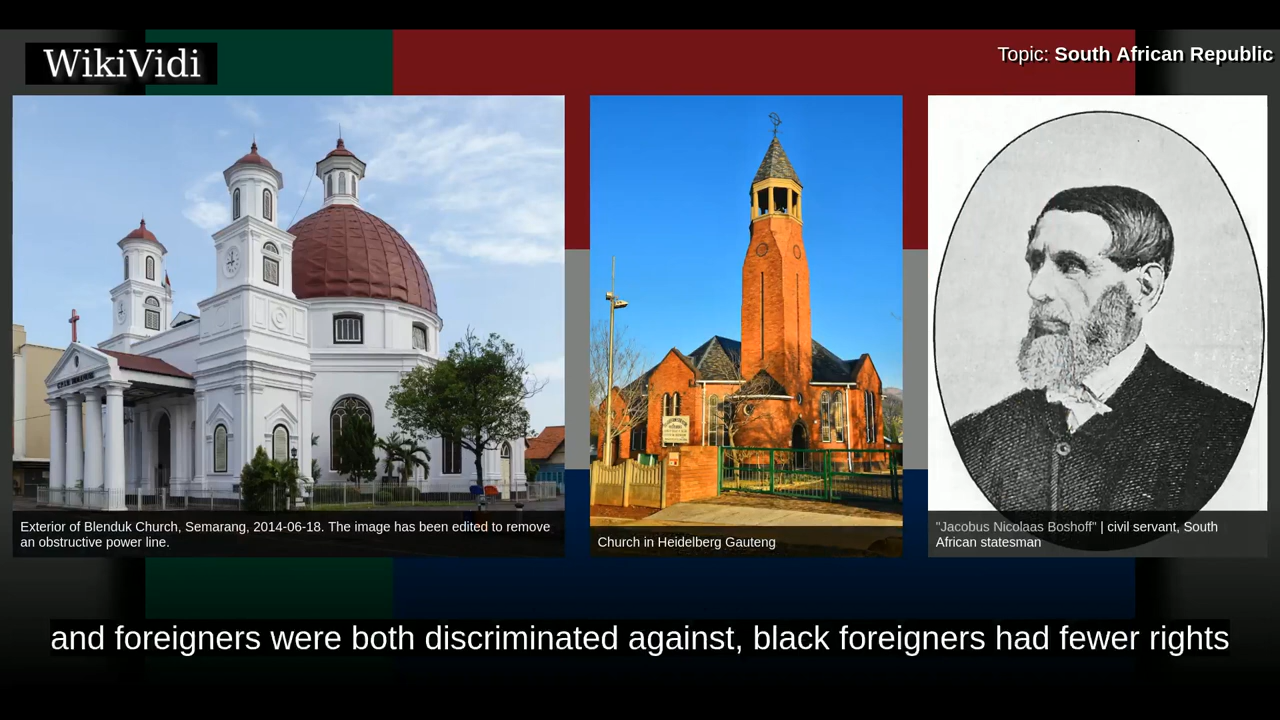 WikiVidi
Topic: South African Republic
Exterior of Blenduk Church, Semarang, 2014-06-18. The image has been edited to remove
an obstructive power line.
Church in Heidelberg Gauteng
"Jacobus Nicolaas Boshoff" | civil servant, South
African statesman
and foreigners were both discriminated against, black foreigners had fewer rights